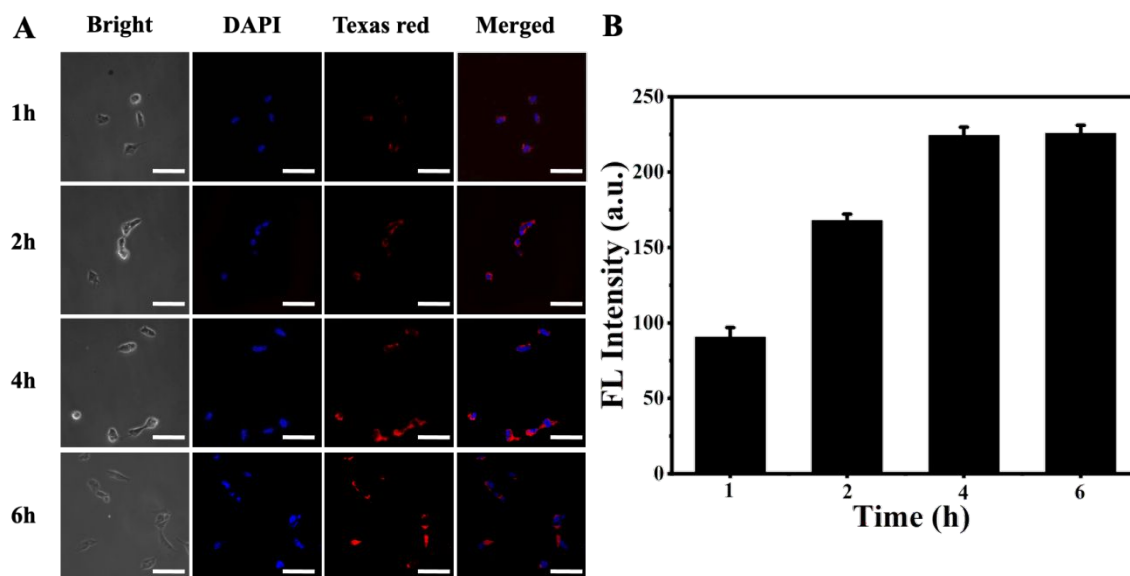 A
Bright DAPI Texas red Merged
1h
2h
4h
6h
B
FL Intensity (a.u.)
250
200
150
100
50
0
1 2 4 6
Time (h)